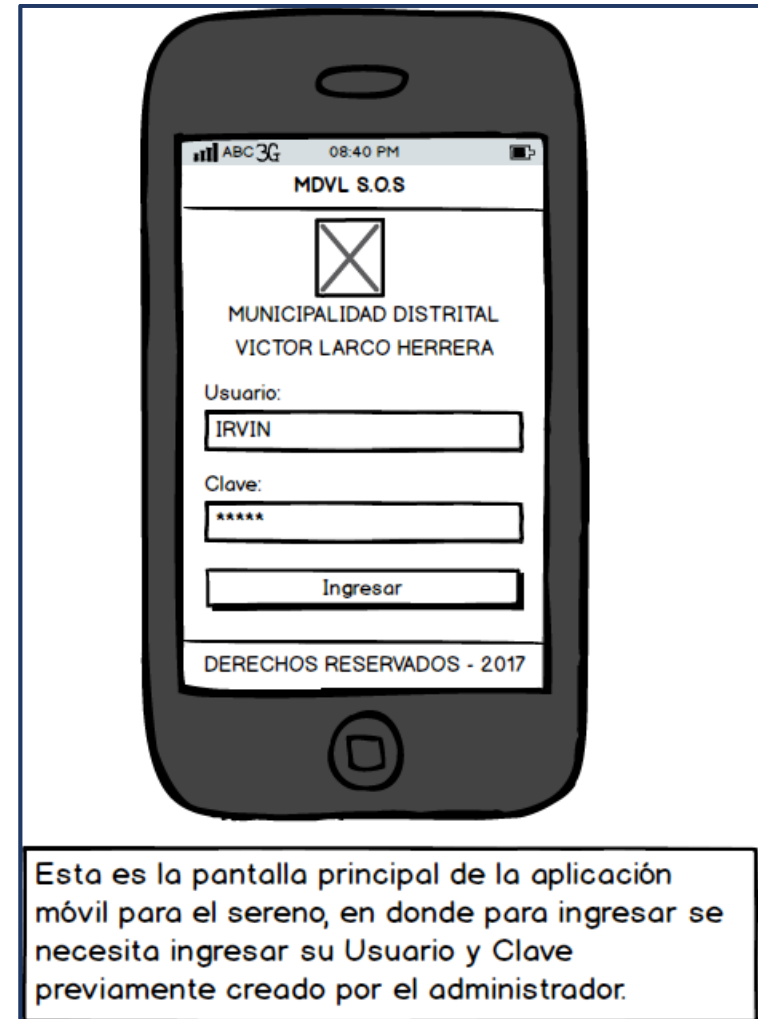 ABC 3G 08:40 PM
MDVL S.O.S
MUNICIPALIDAD DISTRITAL
VICTOR LARCO HERRERA
Usuario:
IRVIN
Clave:
*****
Ingresar
DERECHOS RESERVADOS - 2017
Esta es la pantalla principal de la aplicación
móvil para el sereno, en donde para ingresar se
necesita ingresar su Usuario y Clave
previamente creado por el administrador.